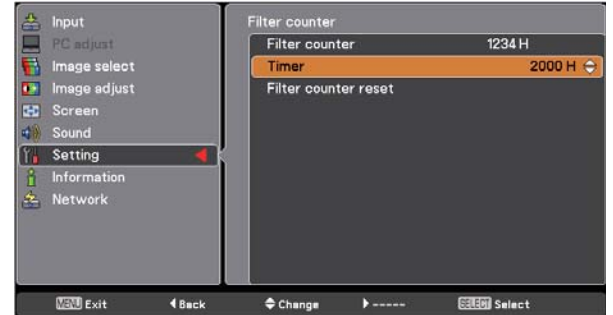 Input
PC adjust
Image select
Image adjust
Screen
Sound
Setting
Information
Network
Filter counter
Filter counter 1234 H
Timer 2000 H
Filter counter reset
MENU Exit Back Change ----- SELECT Select